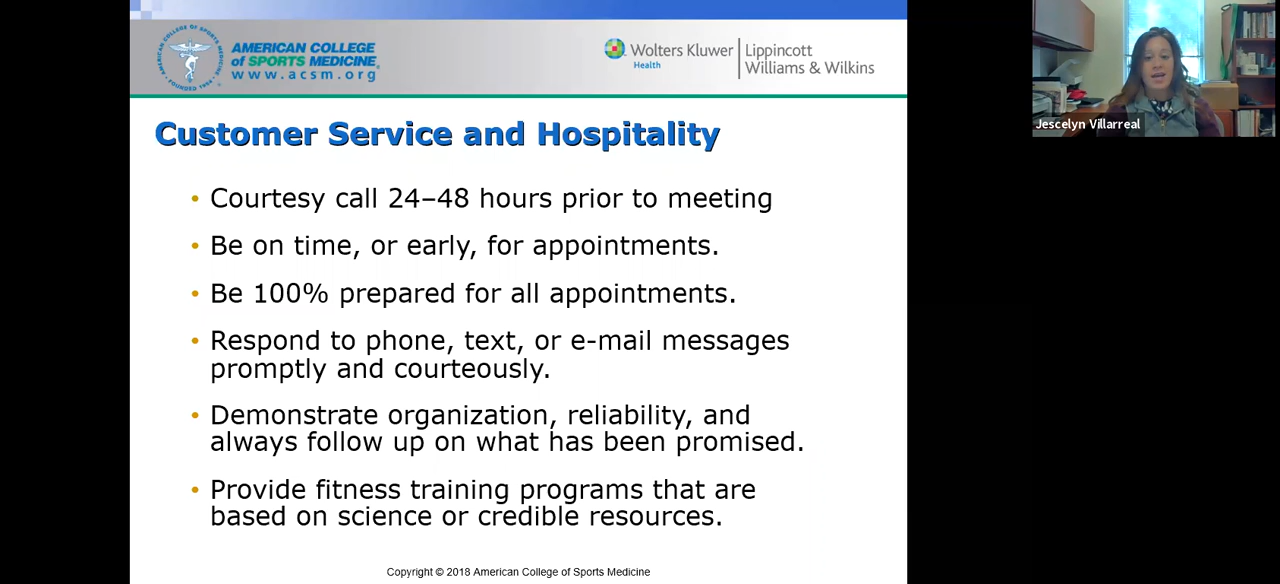 AMERICAN COLLEGE
of SPORTS MEDICINE®
www.acsm.org
Wolters Kluwer
Health
Lippincott
Williams & Wilkins
Jescelyn Villarreal
Customer Service and Hospitality
• Courtesy call 24–48 hours prior to meeting
• Be on time, or early, for appointments.
• Be 100% prepared for all appointments.
• Respond to phone, text, or e-mail messages
promptly and courteously.
• Demonstrate organization, reliability, and
always follow up on what has been promised.
• Provide fitness training programs that are
based on science or credible resources.
Copyright © 2018 American College of Sports Medicine